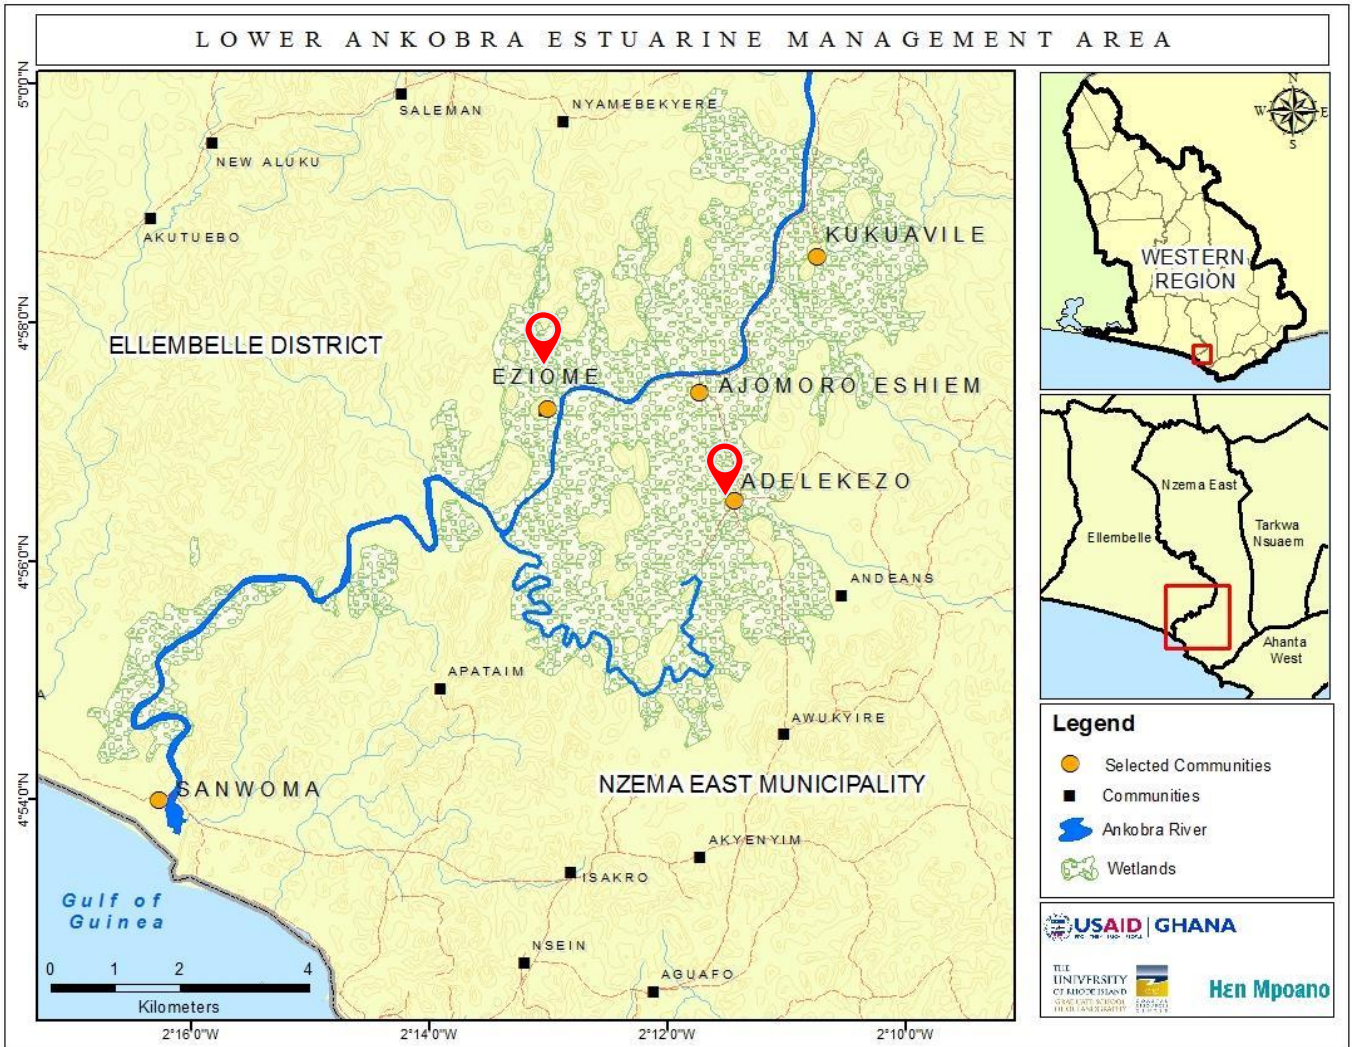 LOWER ANKOBRA ESTUARINE MANAGEMENT AREA
5°0'0"N
4°58'0"N
4°56'0"N
4°54'0"N
SALEMAN
NYAMEBEKYERE
NEW ALUKU
AKUTUEBO
KUKUAVILE
ELLEMBELLE DISTRICT
EZIOME
AJOMORO ESHIEM
ADELEKEZO
ANDEANS
APATAIM
A
AWUKYIRE
SANWOMA
NZEMA EAST MUNICIPALITY
AKYENYIM
ISAKRO
Gulf of
Guinea
NSEIN
AGUAFO
0 1 2 4
Kilometers
2°16'0"W 2°14'0"W 2°12'0"W 2°10'0"W
N
W E
S
WESTERN
REGION
Nzema East
Ellembelle
Tarkwa
Nsuaem
Ahanta
West
Legend
Selected Communities
Communities
Ankobra River
Wetlands
USAID | GHANA
THE
UNIVERSITY
OF RHODE ISLAND
GRADUATE SCHOOL
OF OCEANOGRAPHY
Hɛn Mpoano